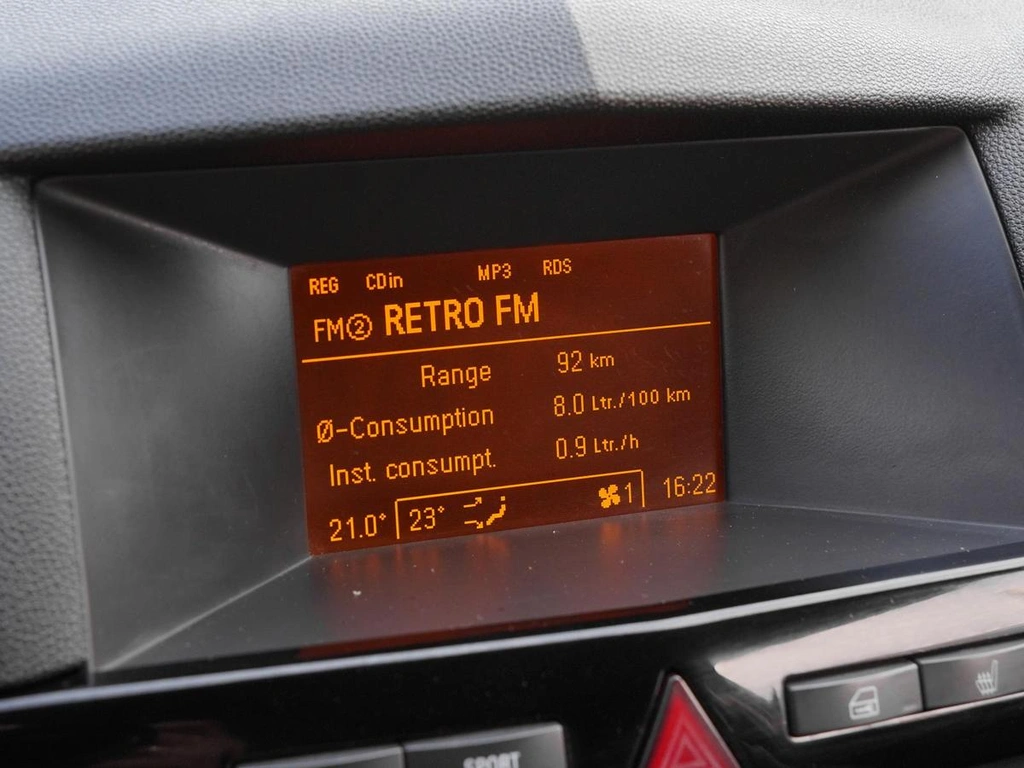 REG CDin MP3 RDS
FM② RETRO FM
Range 92 km
Ø-Consumption 8.0 Ltr./100 km
Inst. consumpt. 0.9 Ltr./h
21.0° 23° 1 16:22
SPORT